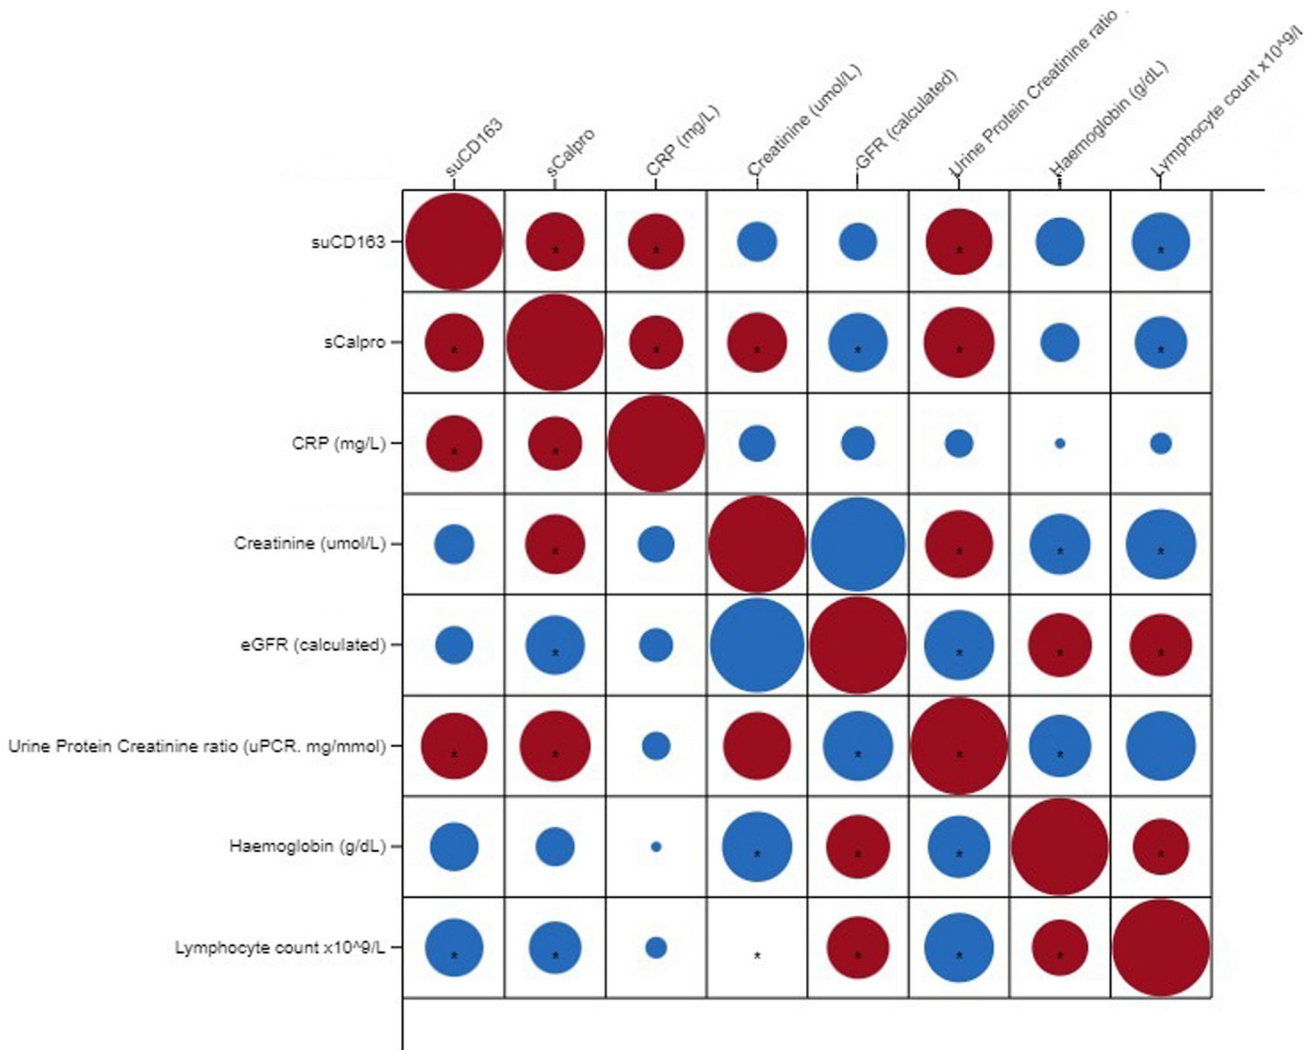 suCD163
sCalpro
CRP (mg/L)
Creatinine (umol/L)
GFR (calculated)
Urine Protein Creatinine ratio
Haemoglobin (g/dL)
Lymphocyte count x10^9/l
suCD163
* * * *
sCalpro
* * * * * *
CRP (mg/L)
* *
Creatinine (umol/L)
* * * *
eGFR (calculated)
* * * *
Urine Protein Creatinine ratio (uPCR. mg/mmol)
* * * * *
Haemoglobin (g/dL)
* * * *
Lymphocyte count x10^9/L
* * * * * *